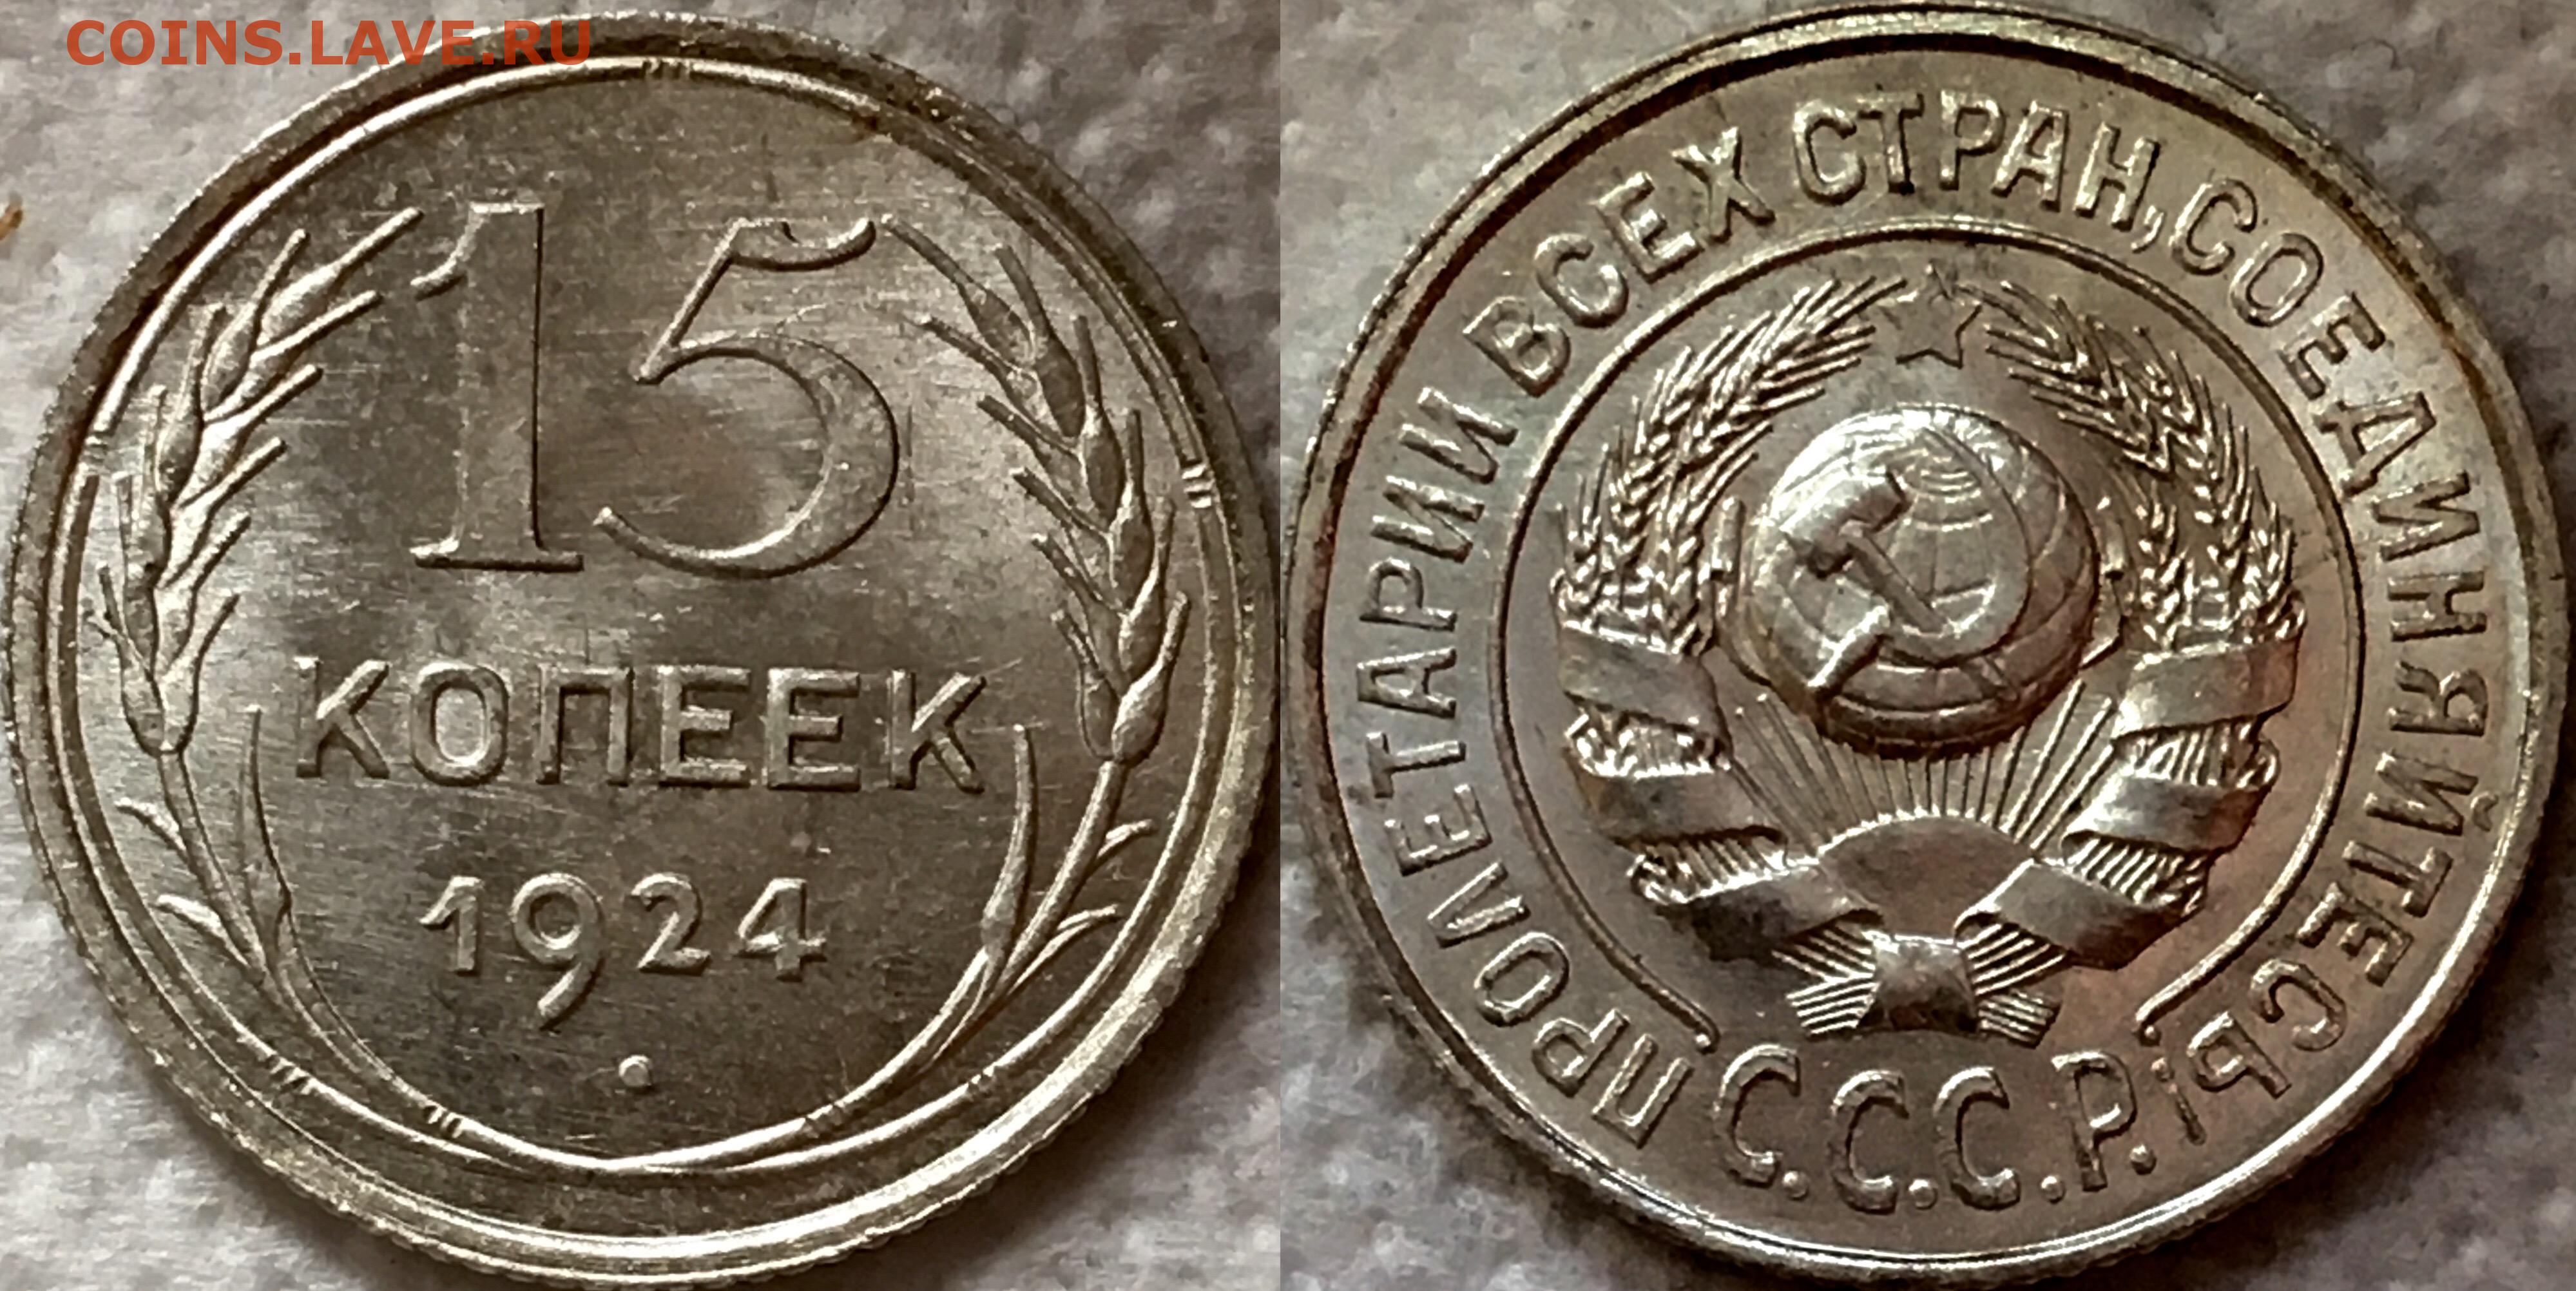 COINS.LAVE.RU
15
КОПЕЕК
1924
ПРОЛЕТАРИИ ВСЕХ СТРАН, СОЕДИНЯЙТЕСЬ!
С.С.С.Р.